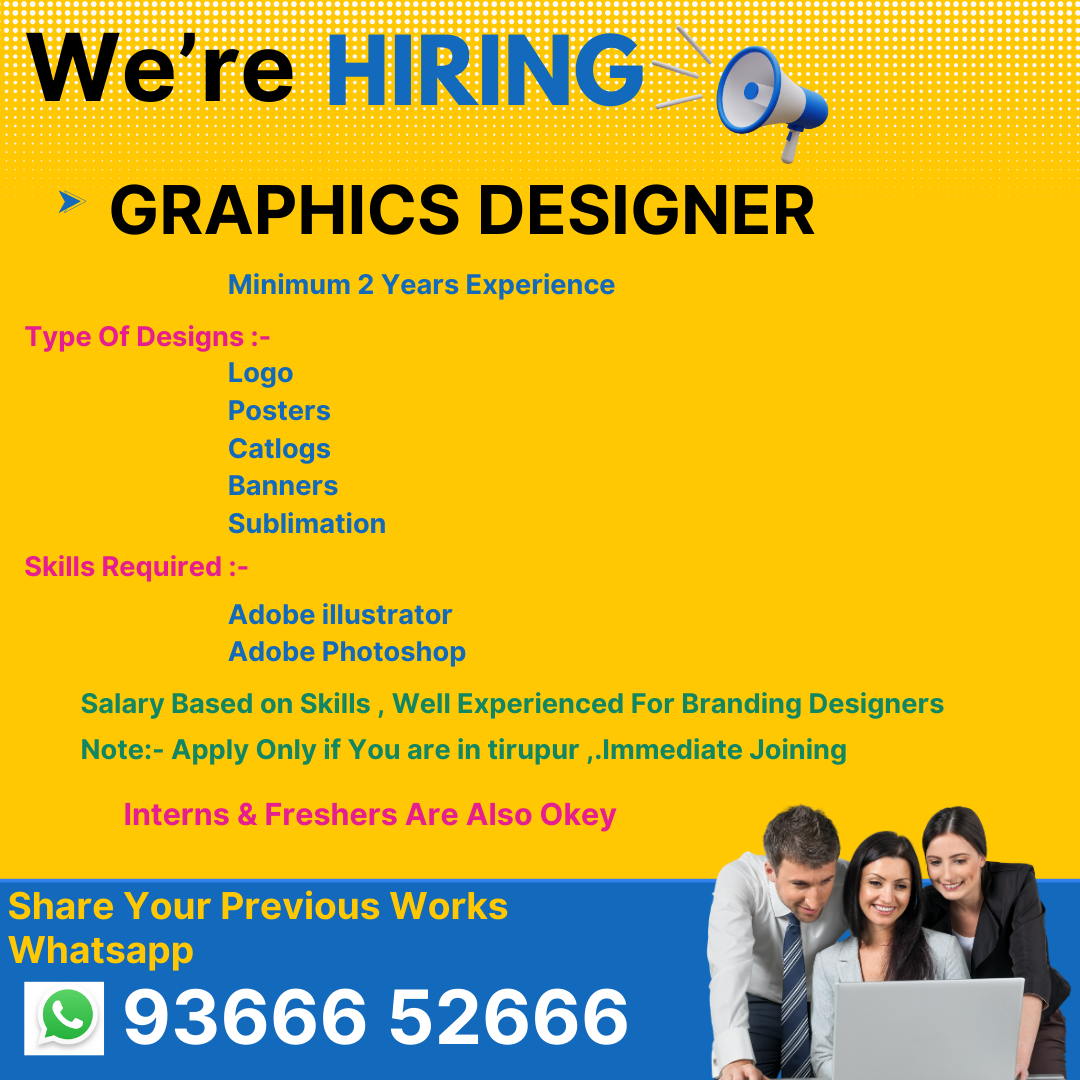 We're HIRING
GRAPHICS DESIGNER
Minimum 2 Years Experience
Type Of Designs :-
Logo
Posters
Catlogs
Banners
Sublimation
Skills Required :-
Adobe illustrator
Adobe Photoshop
Salary Based on Skills , Well Experienced For Branding Designers
Note:- Apply Only if You are in tirupur ,.Immediate Joining
Interns & Freshers Are Also Okey
Share Your Previous Works
Whatsapp
93666 52666